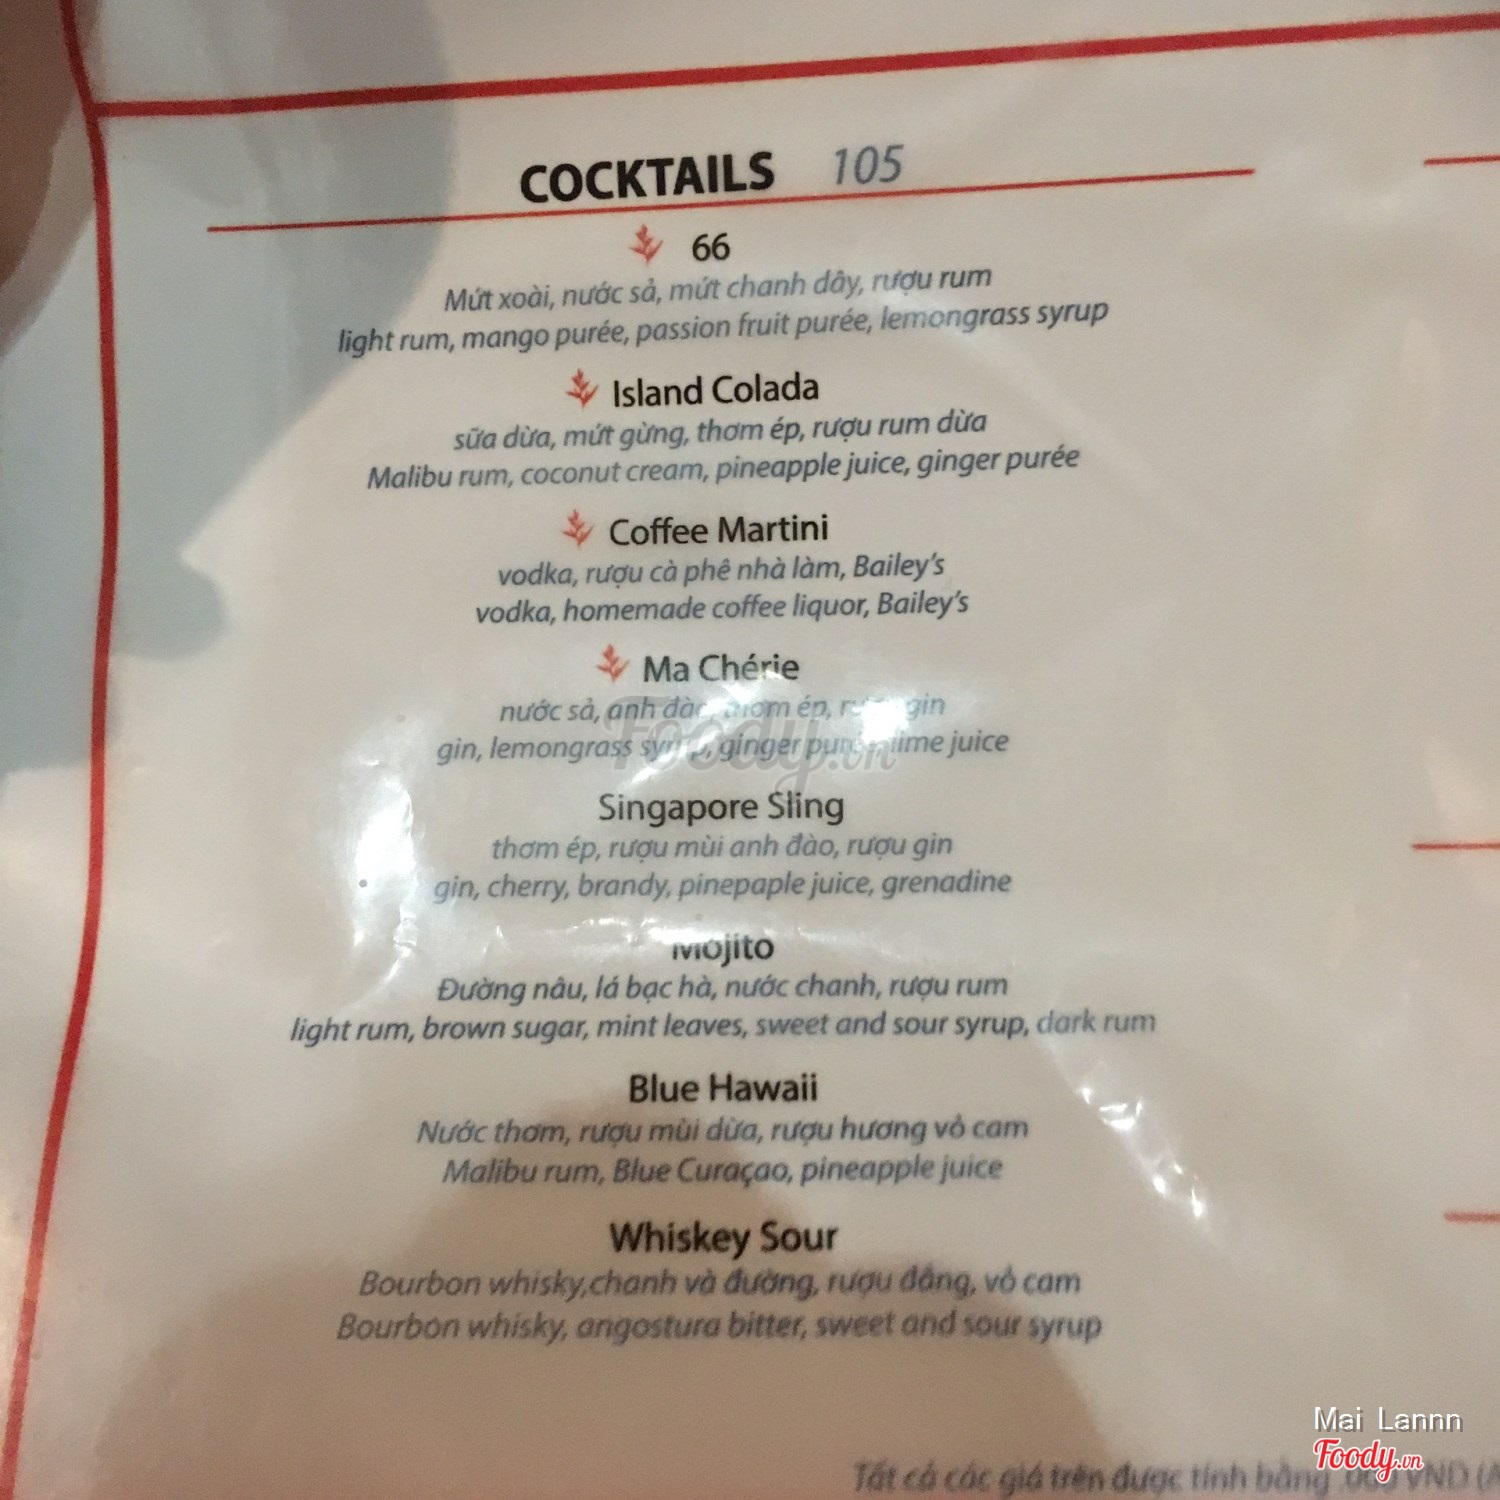 COCKTAILS 105
66
Mứt xoài, nước sả, mứt chanh dây, rượu rum
light rum, mango purée, passion fruit purée, lemongrass syrup
Island Colada
sữa dừa, mứt gừng, thơm ép, rượu rum dừa
Malibu rum, coconut cream, pineapple juice, ginger purée
Coffee Martini
vodka, rượu cà phê nhà làm, Bailey's
vodka, homemade coffee liquor, Bailey's
Ma Chérie
nước sả, anh đào, thơm ép, gin
gin, lemongrass syrup, ginger purée, lime juice
Foody.vn
Singapore Sling
thơm ép, rượu mùi anh đào, rượu gin
gin, cherry, brandy, pinepaple juice, grenadine
Mojito
Đường nâu, lá bạc hà, nước chanh, rượu rum
light rum, brown sugar, mint leaves, sweet and sour syrup, dark rum
Blue Hawaii
Nước thơm, rượu mùi dừa, rượu hương vỏ cam
Malibu rum, Blue Curaçao, pineapple juice
Whiskey Sour
Bourbon whisky,chanh và đường, rượu đắng, vỏ cam
Bourbon whisky, angostura bitter, sweet and sour syrup
Mai Lannn
Foody.vn
Tất cả các giá trên được tính bằng .000 VND